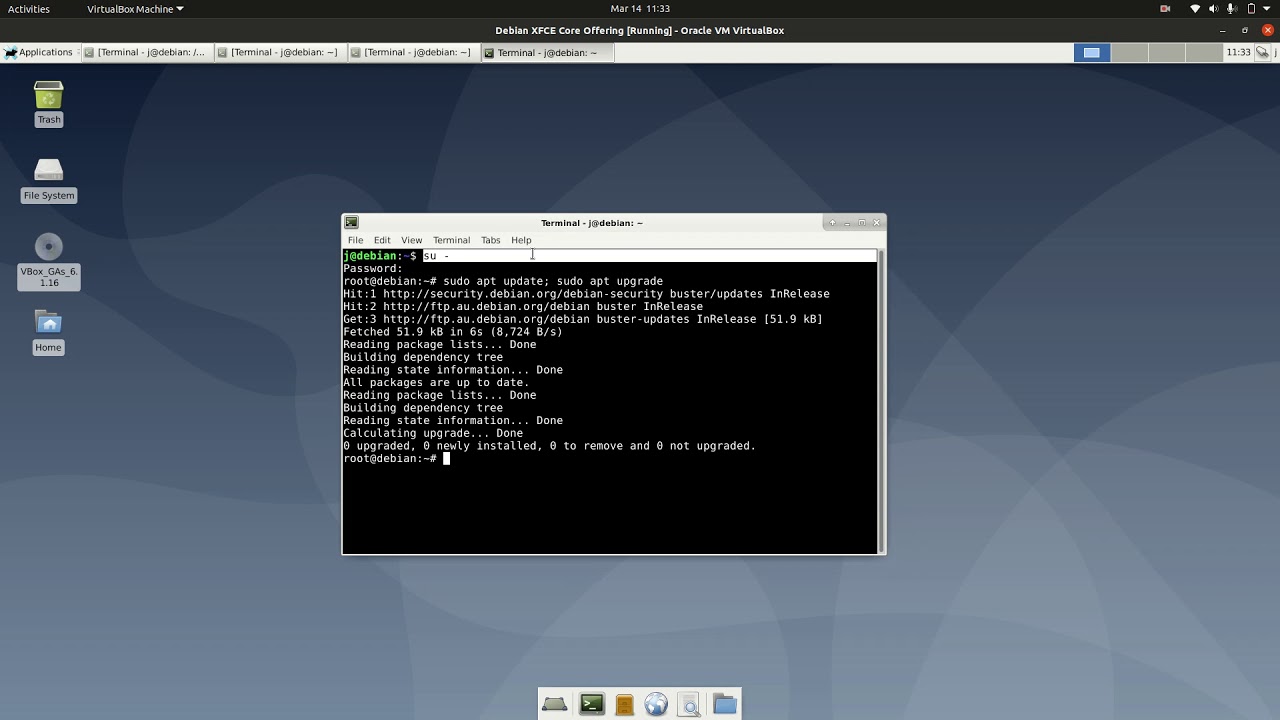 Activities VirtualBox Machine Mar 14 11:33
Debian XFCE Core Offering [Running] - Oracle VM VirtualBox
Applications [Terminal - j@debian: /... [Terminal - j@debian: ~] [Terminal - j@debian: ~] Terminal - j@debian: ~ 11:33 j
Trash
File System
VBox_GAs_6.
1.16
Home
Terminal - j@debian: ~
File Edit View Terminal Tabs Help
j@debian:~$ su -
Password:
root@debian:~# sudo apt update; sudo apt upgrade
Hit:1 http://security.debian.org/debian-security buster/updates InRelease
Hit:2 http://ftp.au.debian.org/debian buster InRelease
Get:3 http://ftp.au.debian.org/debian buster-updates InRelease [51.9 kB]
Fetched 51.9 kB in 6s (8,724 B/s)
Reading package lists... Done
Building dependency tree
Reading state information... Done
All packages are up to date.
Reading package lists... Done
Building dependency tree
Reading state information... Done
Calculating upgrade... Done
0 upgraded, 0 newly installed, 0 to remove and 0 not upgraded.
root@debian:~#